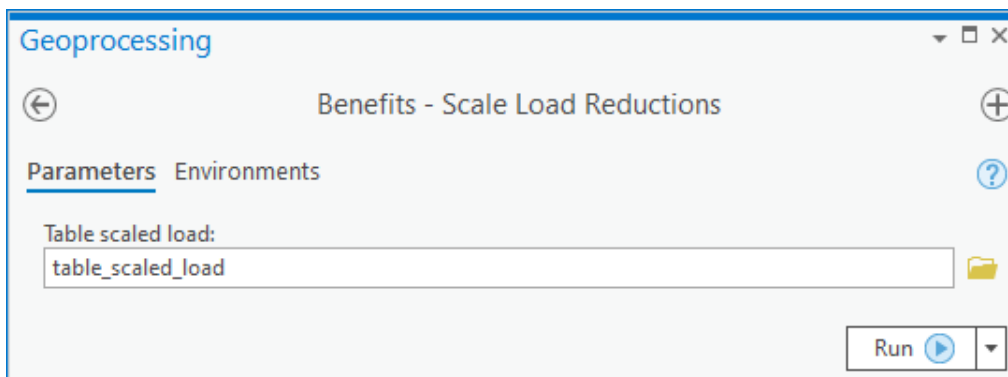 Geoprocessing
Benefits - Scale Load Reductions
Parameters Environments
Table scaled load:
table_scaled_load
Run